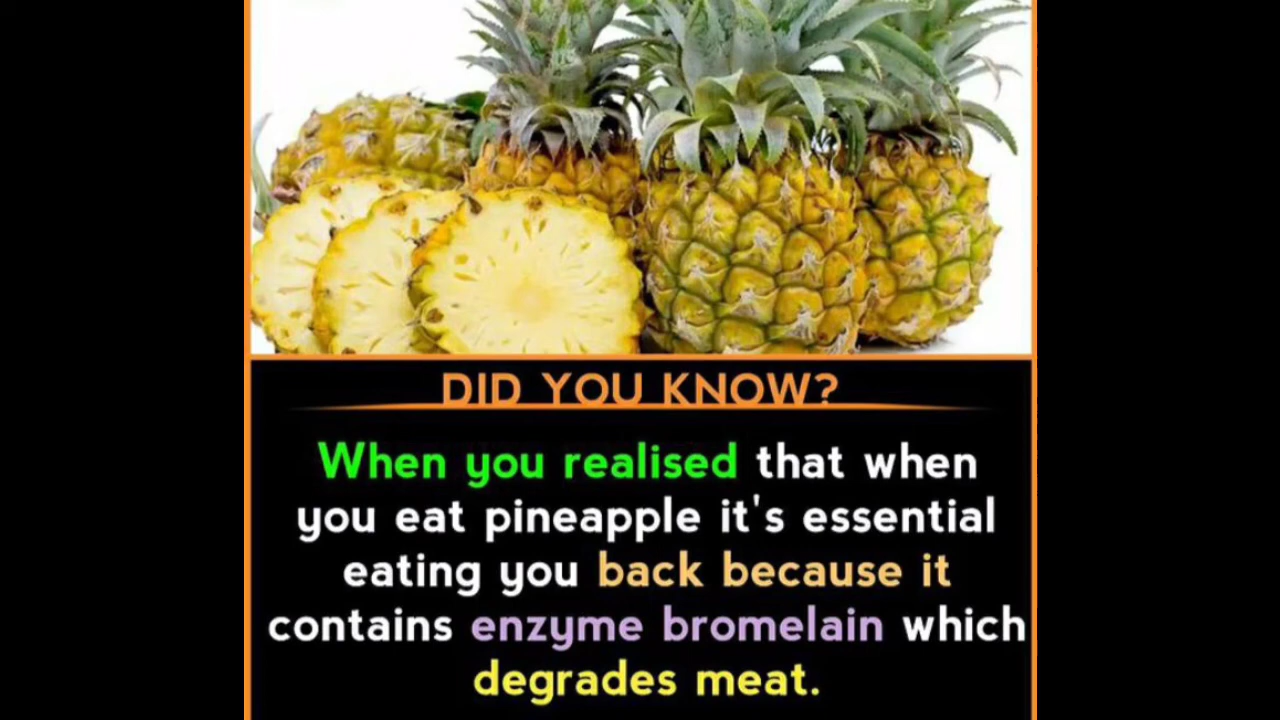 DID YOU KNOW?
When you realised that when
you eat pineapple it's essential
eating you back because it
contains enzyme bromelain which
degrades meat.